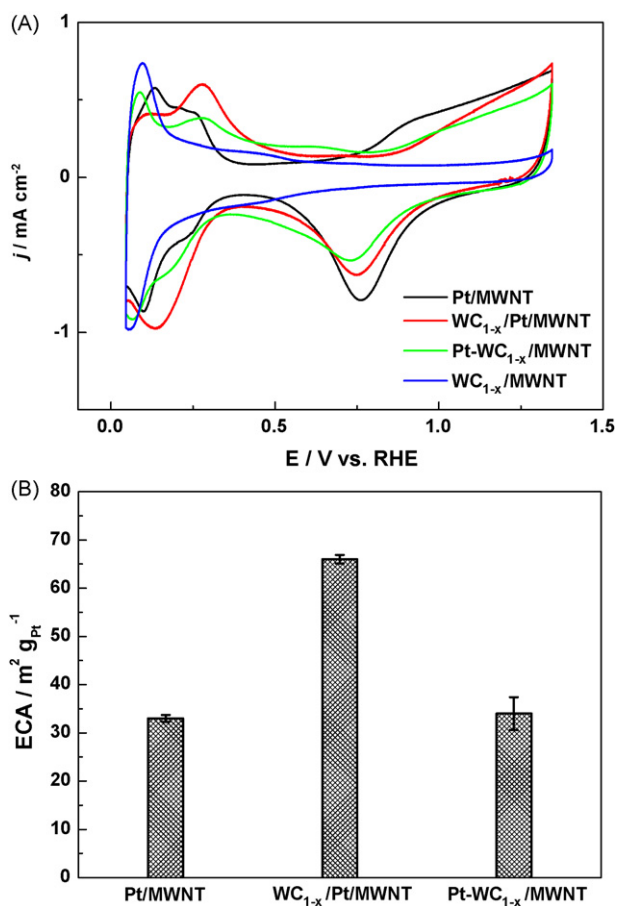 (A)
1
0
-1
j / mA cm⁻²
Pt/MWNT
WC₁₋ₓ/Pt/MWNT
Pt-WC₁₋ₓ/MWNT
WC₁₋ₓ/MWNT
0.0 0.5 1.0 1.5
E / V vs. RHE
(B)
80
70
60
50
40
30
20
10
0
ECA / m² g_Pt⁻¹
Pt/MWNT WC₁₋ₓ/Pt/MWNT Pt-WC₁₋ₓ/MWNT